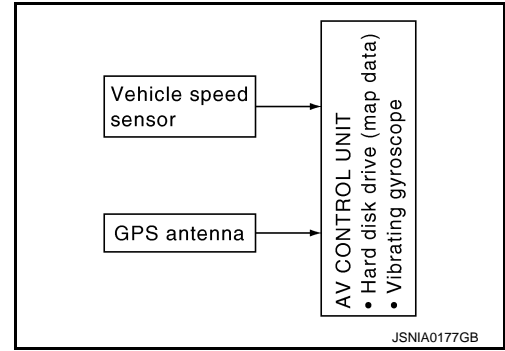 Vehicle speed
sensor
GPS antenna
AV CONTROL UNIT
• Hard disk drive (map data)
• Vibrating gyroscope
JSNIA0177GB